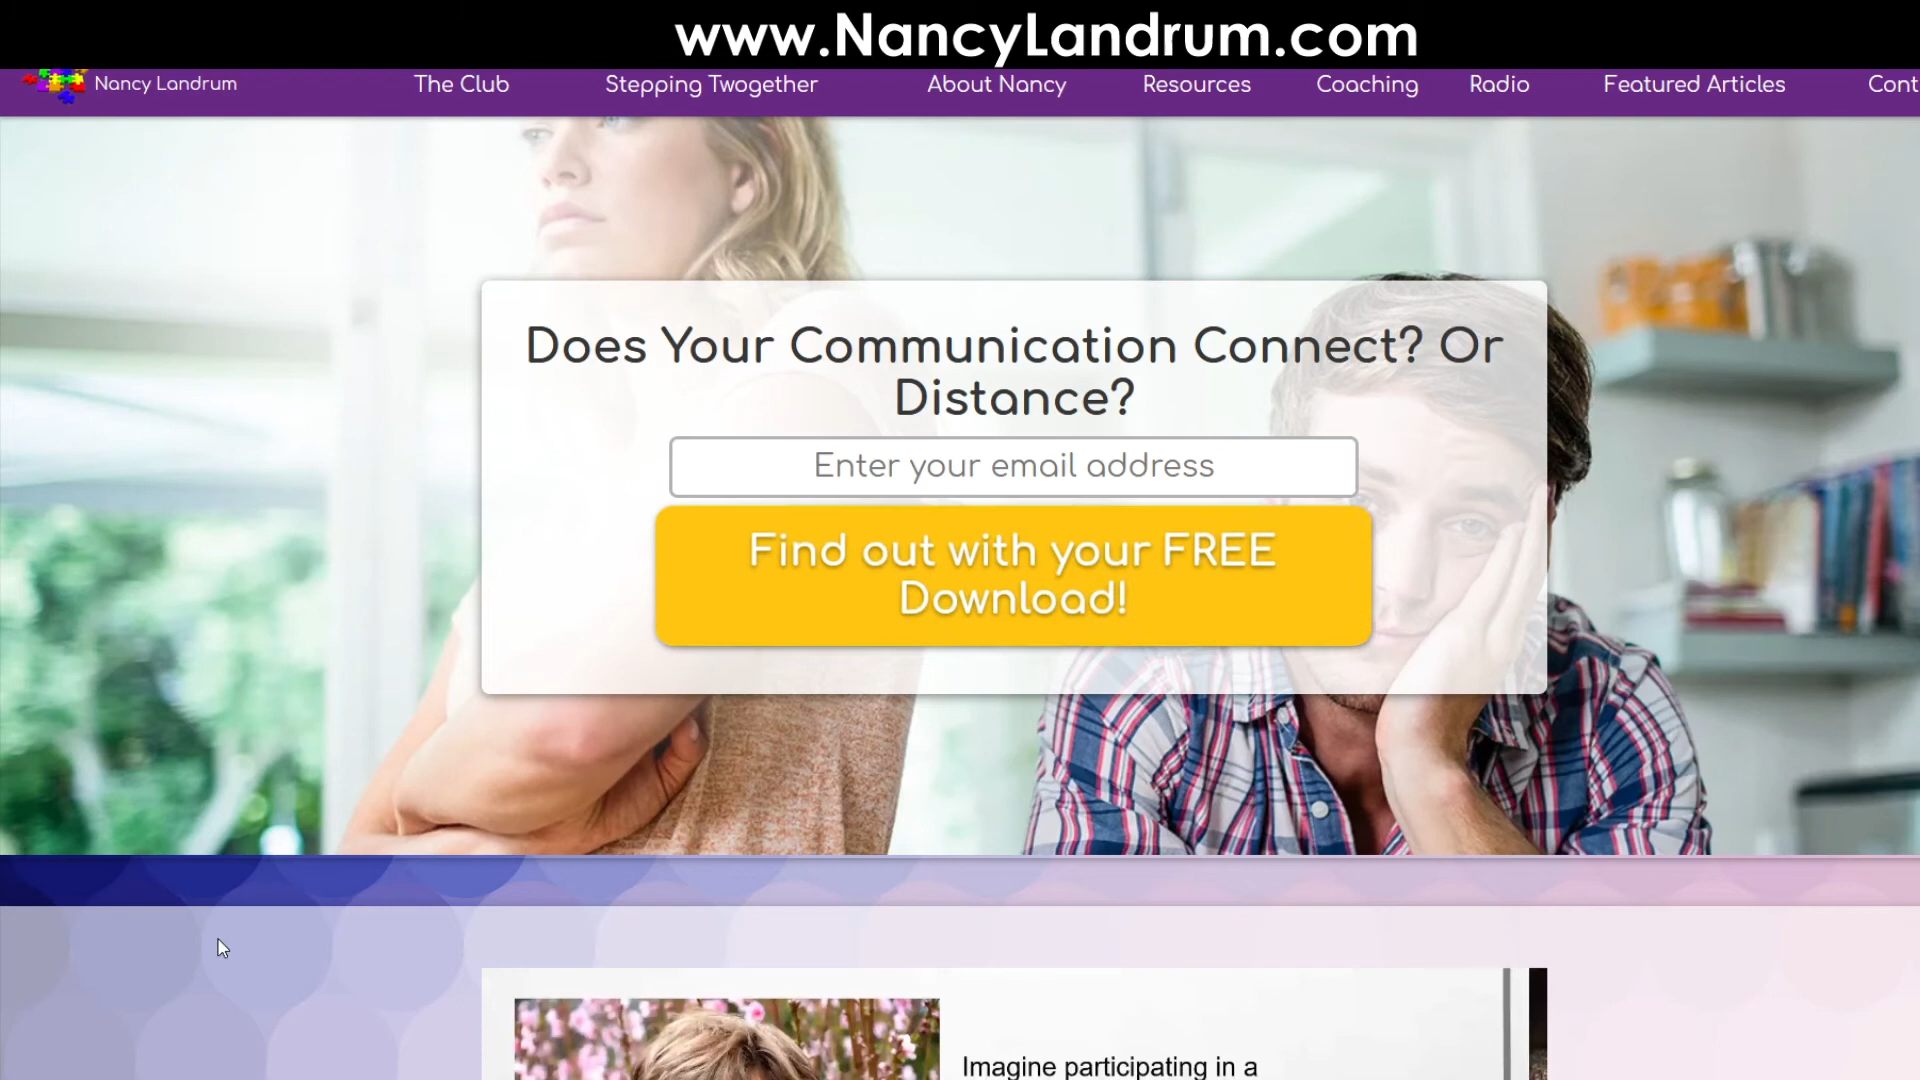 www.NancyLandrum.com
Nancy Landrum
The Club
Stepping Twogether
About Nancy
Resources
Coaching
Radio
Featured Articles
Cont
Does Your Communication Connect? Or
Distance?
Enter your email address
Find out with your FREE
Download!
Imagine participating in a